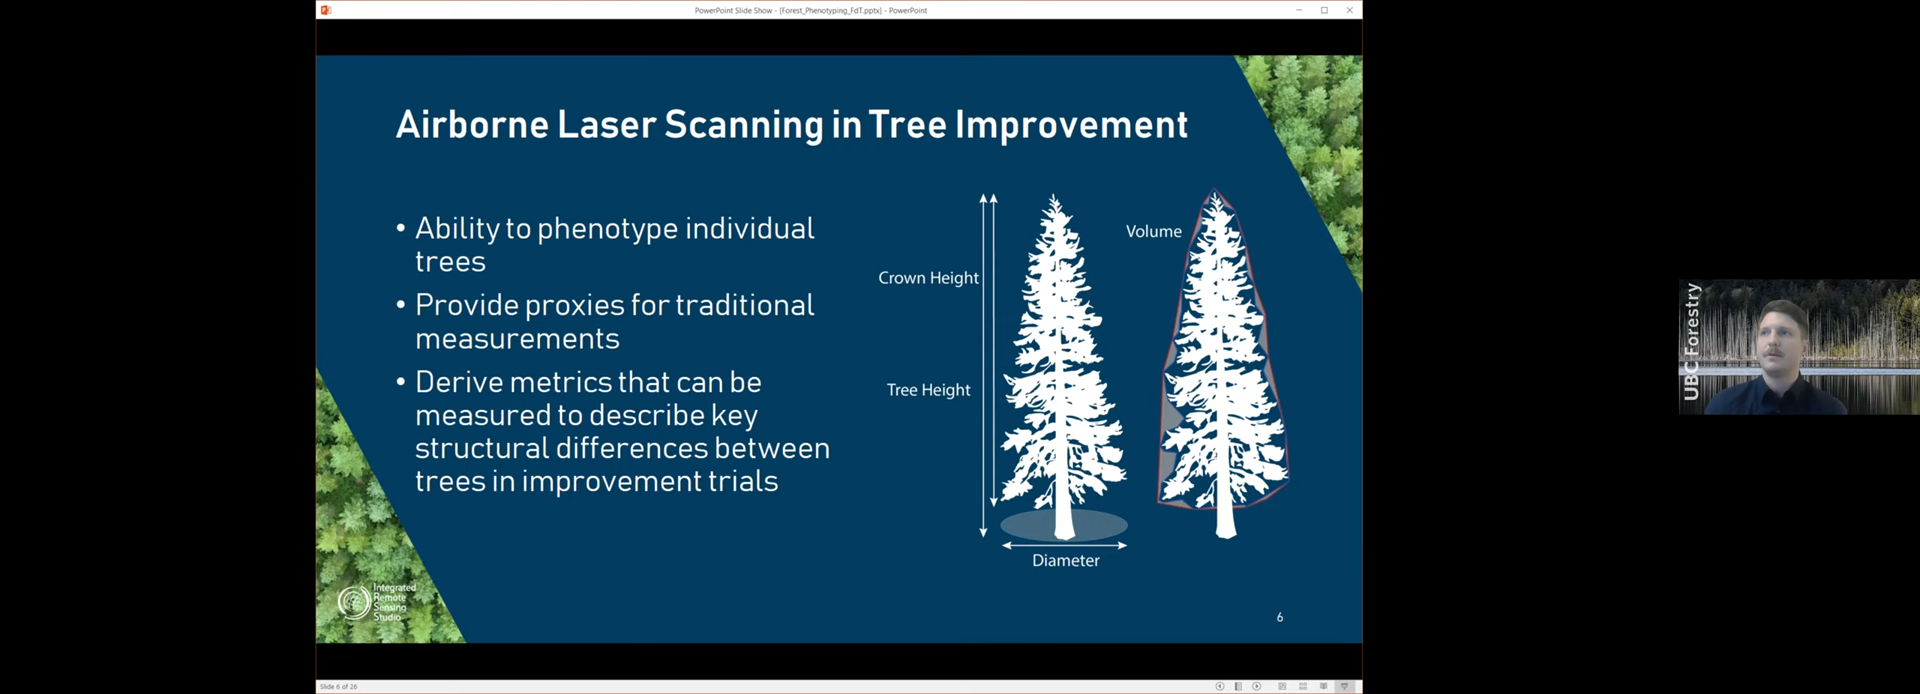 PowerPoint Slide Show - [Forest_Phenotyping_FdT.pptx] - PowerPoint
Airborne Laser Scanning in Tree Improvement
• Ability to phenotype individual
trees
• Provide proxies for traditional
measurements
• Derive metrics that can be
measured to describe key
structural differences between
trees in improvement trials
Volume
Crown Height
Tree Height
Diameter
Integrated
Remote
Sensing
Studio
6
UBC Forestry
Slide 6 of 26